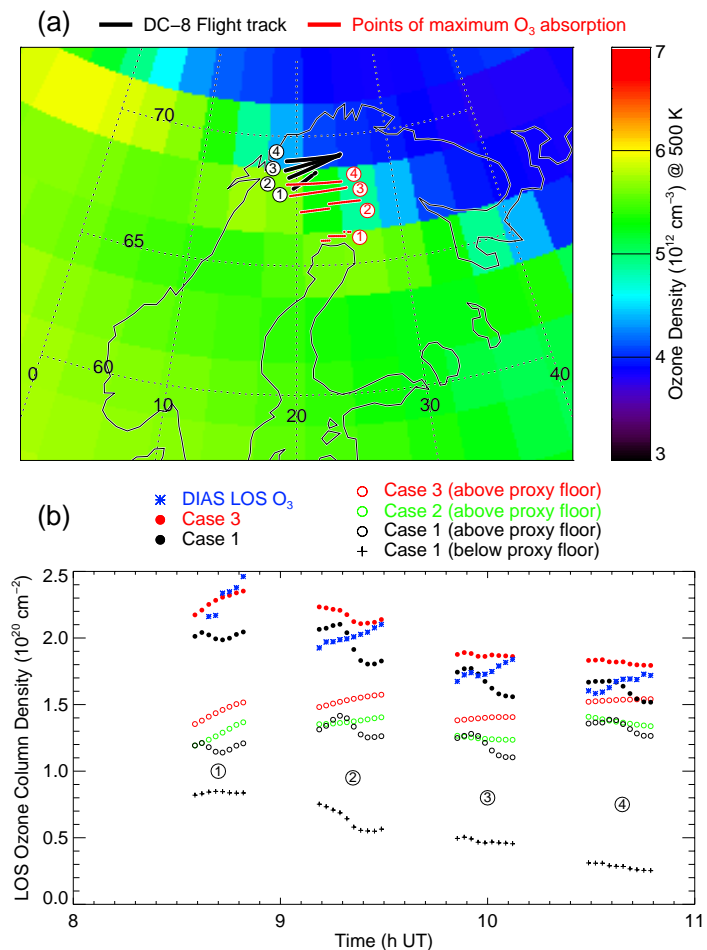 (a)
DC−8 Flight track
Points of maximum O3 absorption
70
65
60
0
10
20
30
40
4
3
2
1
4
3
2
1
7
6
5
4
3
Ozone Density (10^12 cm^−3) @ 500 K
(b)
DIAS LOS O3
Case 3
Case 1
Case 3 (above proxy floor)
Case 2 (above proxy floor)
Case 1 (above proxy floor)
Case 1 (below proxy floor)
LOS Ozone Column Density (10^20 cm^−2)
2.5
2.0
1.5
1.0
0.5
0.0
1
2
3
4
8
9
10
11
Time (h UT)